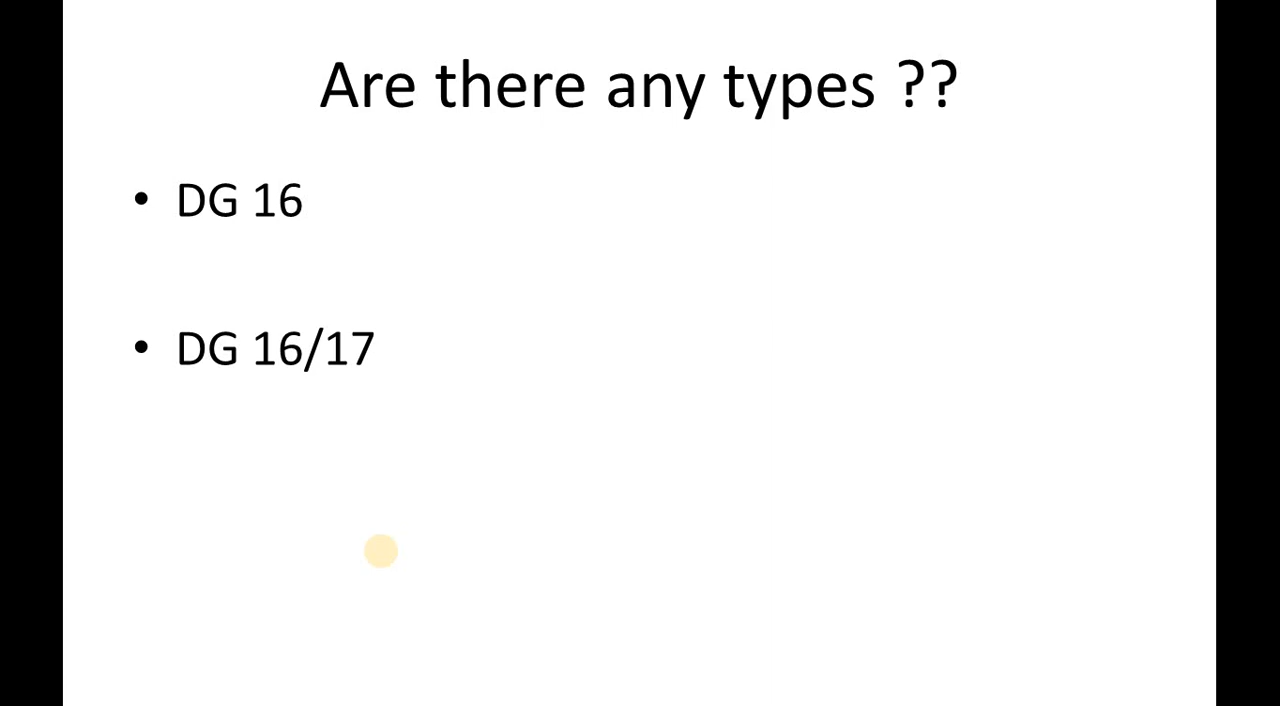 Are there any types ??
• DG 16
• DG 16/17